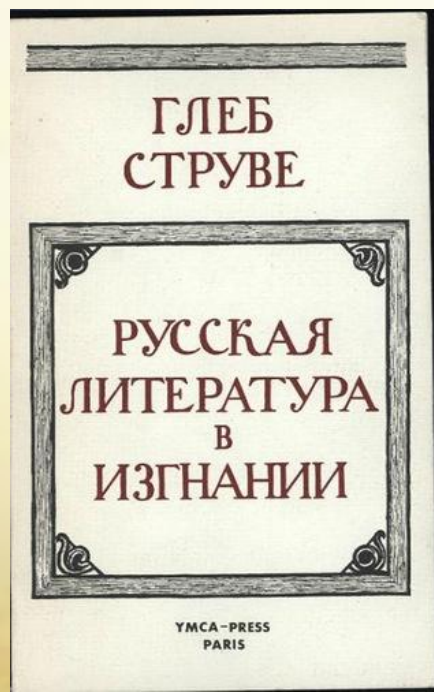 ГЛЕБ
СТРУВЕ
РУССКАЯ
ЛИТЕРАТУРА
В
ИЗГНАНИИ
YMCA-PRESS
PARIS